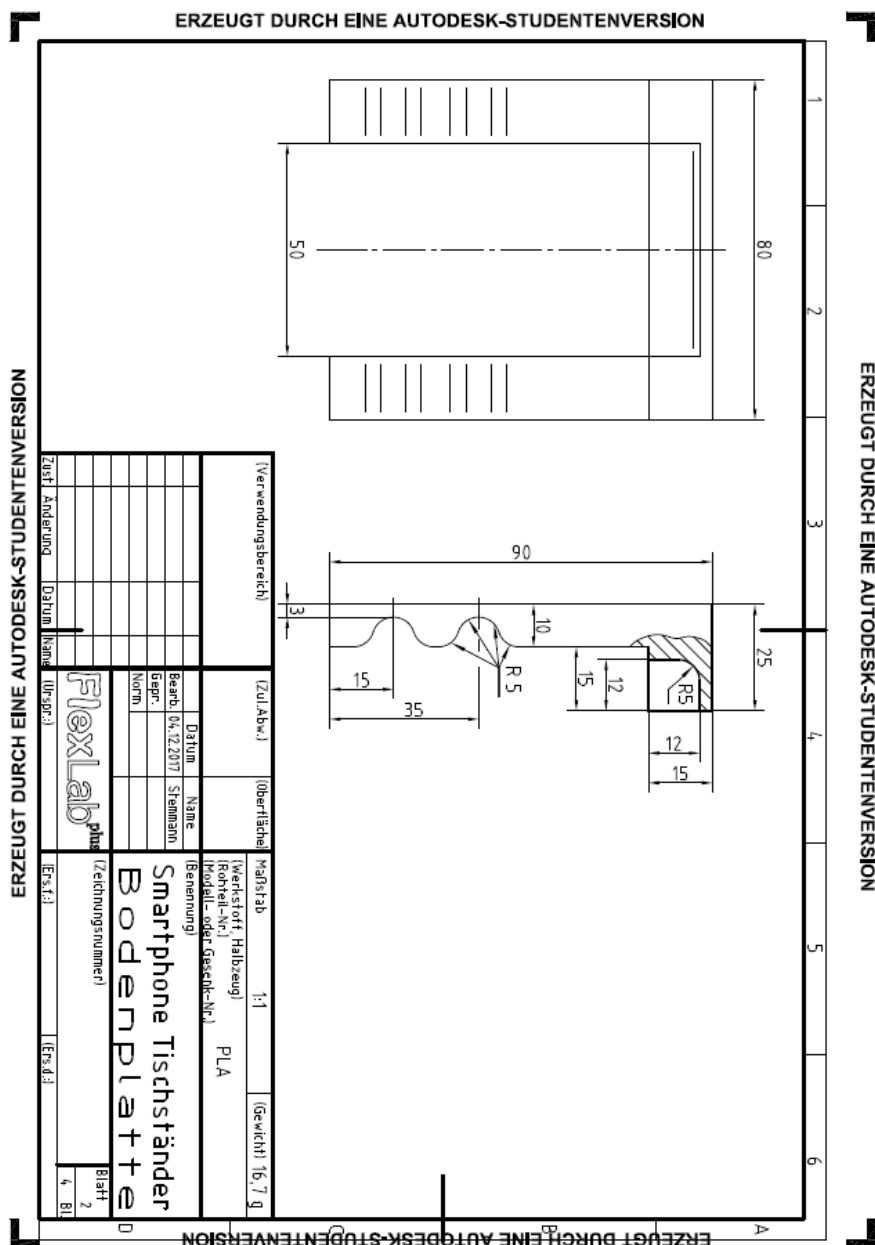 ERZEUGT DURCH EINE AUTODESK-STUDENTENVERSION
ERZEUGT DURCH EINE AUTODESK-STUDENTENVERSION
ERZEUGT DURCH EINE AUTODESK-STUDENTENVERSION
ERZEUGT DURCH EINE AUTODESK-STUDENTENVERSION
1
2
3
4
5
6
A
B
C
D
80
50
90
25
10
3
15
12
R5
R 5
15
35
12
15
(Verwendungsbereich)
(Zul.Abw.)
(Oberfläche)
Maßstab 1:1
(Gewicht) 16,7 g
(Werkstoff, Halbzeug)
(Rohteil-Nr.) PLA
(Modell- oder Gesenk-Nr.)
Datum Name
Bearb. 04.12.2017 Stemmann
Gepr.
Norm
(Benennung)
Smartphone Tischständer
Bodenplatte
FlexLab plus
(Zeichnungsnummer)
Blatt
2
4 Bl.
Zust. Änderung Datum Name
(Urspr.:)
(Ers.f.:)
(Ers.d.:)